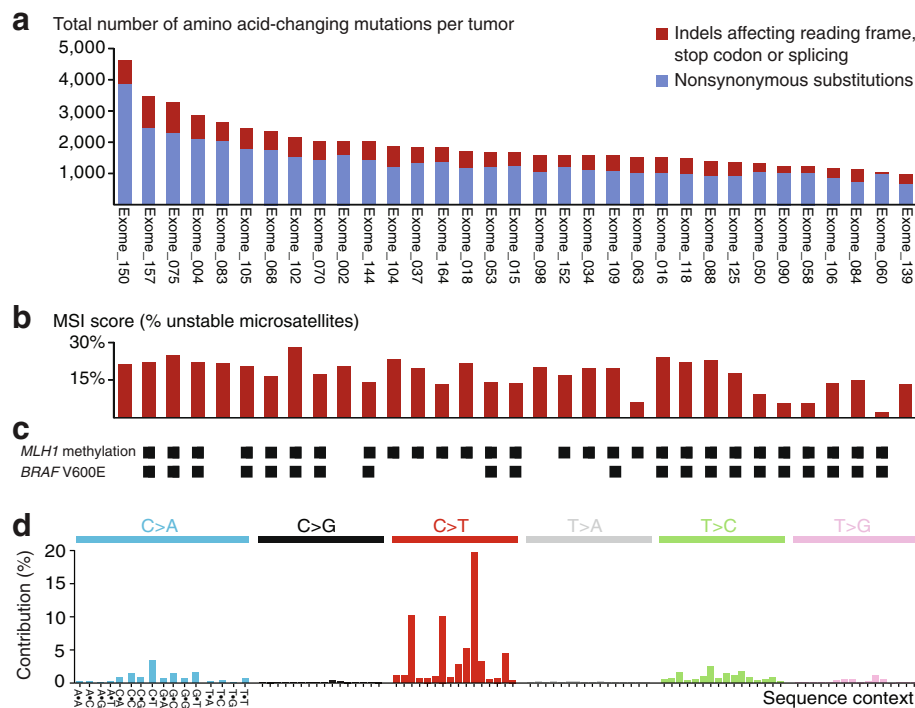 a Total number of amino acid-changing mutations per tumor
Indels affecting reading frame,
stop codon or splicing
Nonsynonymous substitutions
5,000
4,000
3,000
2,000
1,000
Exome_150
Exome_157
Exome_075
Exome_004
Exome_083
Exome_105
Exome_068
Exome_102
Exome_070
Exome_002
Exome_144
Exome_104
Exome_037
Exome_164
Exome_018
Exome_053
Exome_015
Exome_098
Exome_152
Exome_034
Exome_109
Exome_063
Exome_016
Exome_118
Exome_088
Exome_125
Exome_050
Exome_090
Exome_058
Exome_106
Exome_084
Exome_060
Exome_139
b MSI score (% unstable microsatellites)
30%
15%
c
MLH1 methylation
BRAF V600E
d
C>A C>G C>T T>A T>C T>G
Contribution (%)
20
15
10
5
0
A•A
A•C
A•G
A•T
C•A
C•C
C•G
C•T
G•A
G•C
G•G
G•T
T•A
T•C
T•G
T•T
Sequence context